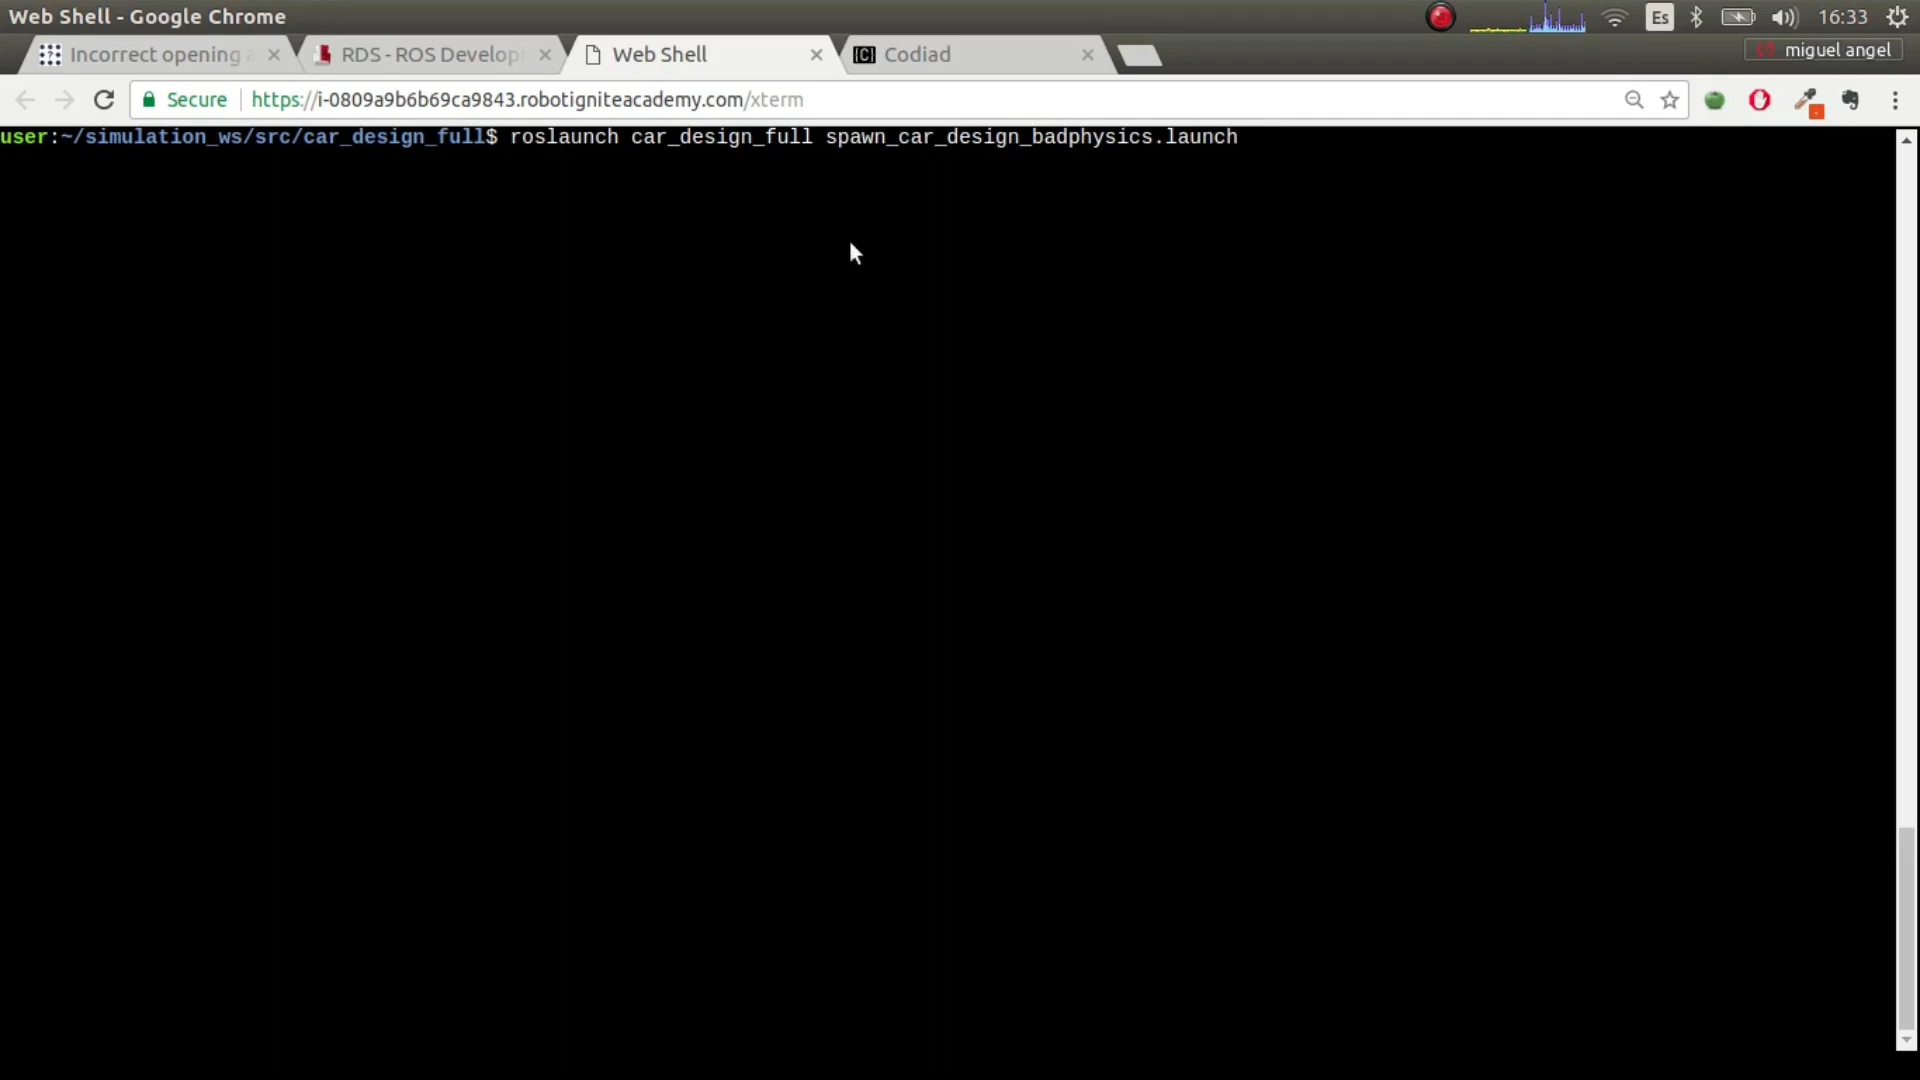 Web Shell - Google Chrome
Es
16:33
Incorrect opening a
RDS - ROS Develop
Web Shell
[C] Codiad
miguel angel
Secure
https://i-0809a9b6b69ca9843.robotigniteacademy.com/xterm
user:~/simulation_ws/src/car_design_full$ roslaunch car_design_full spawn_car_design_badphysics.launch